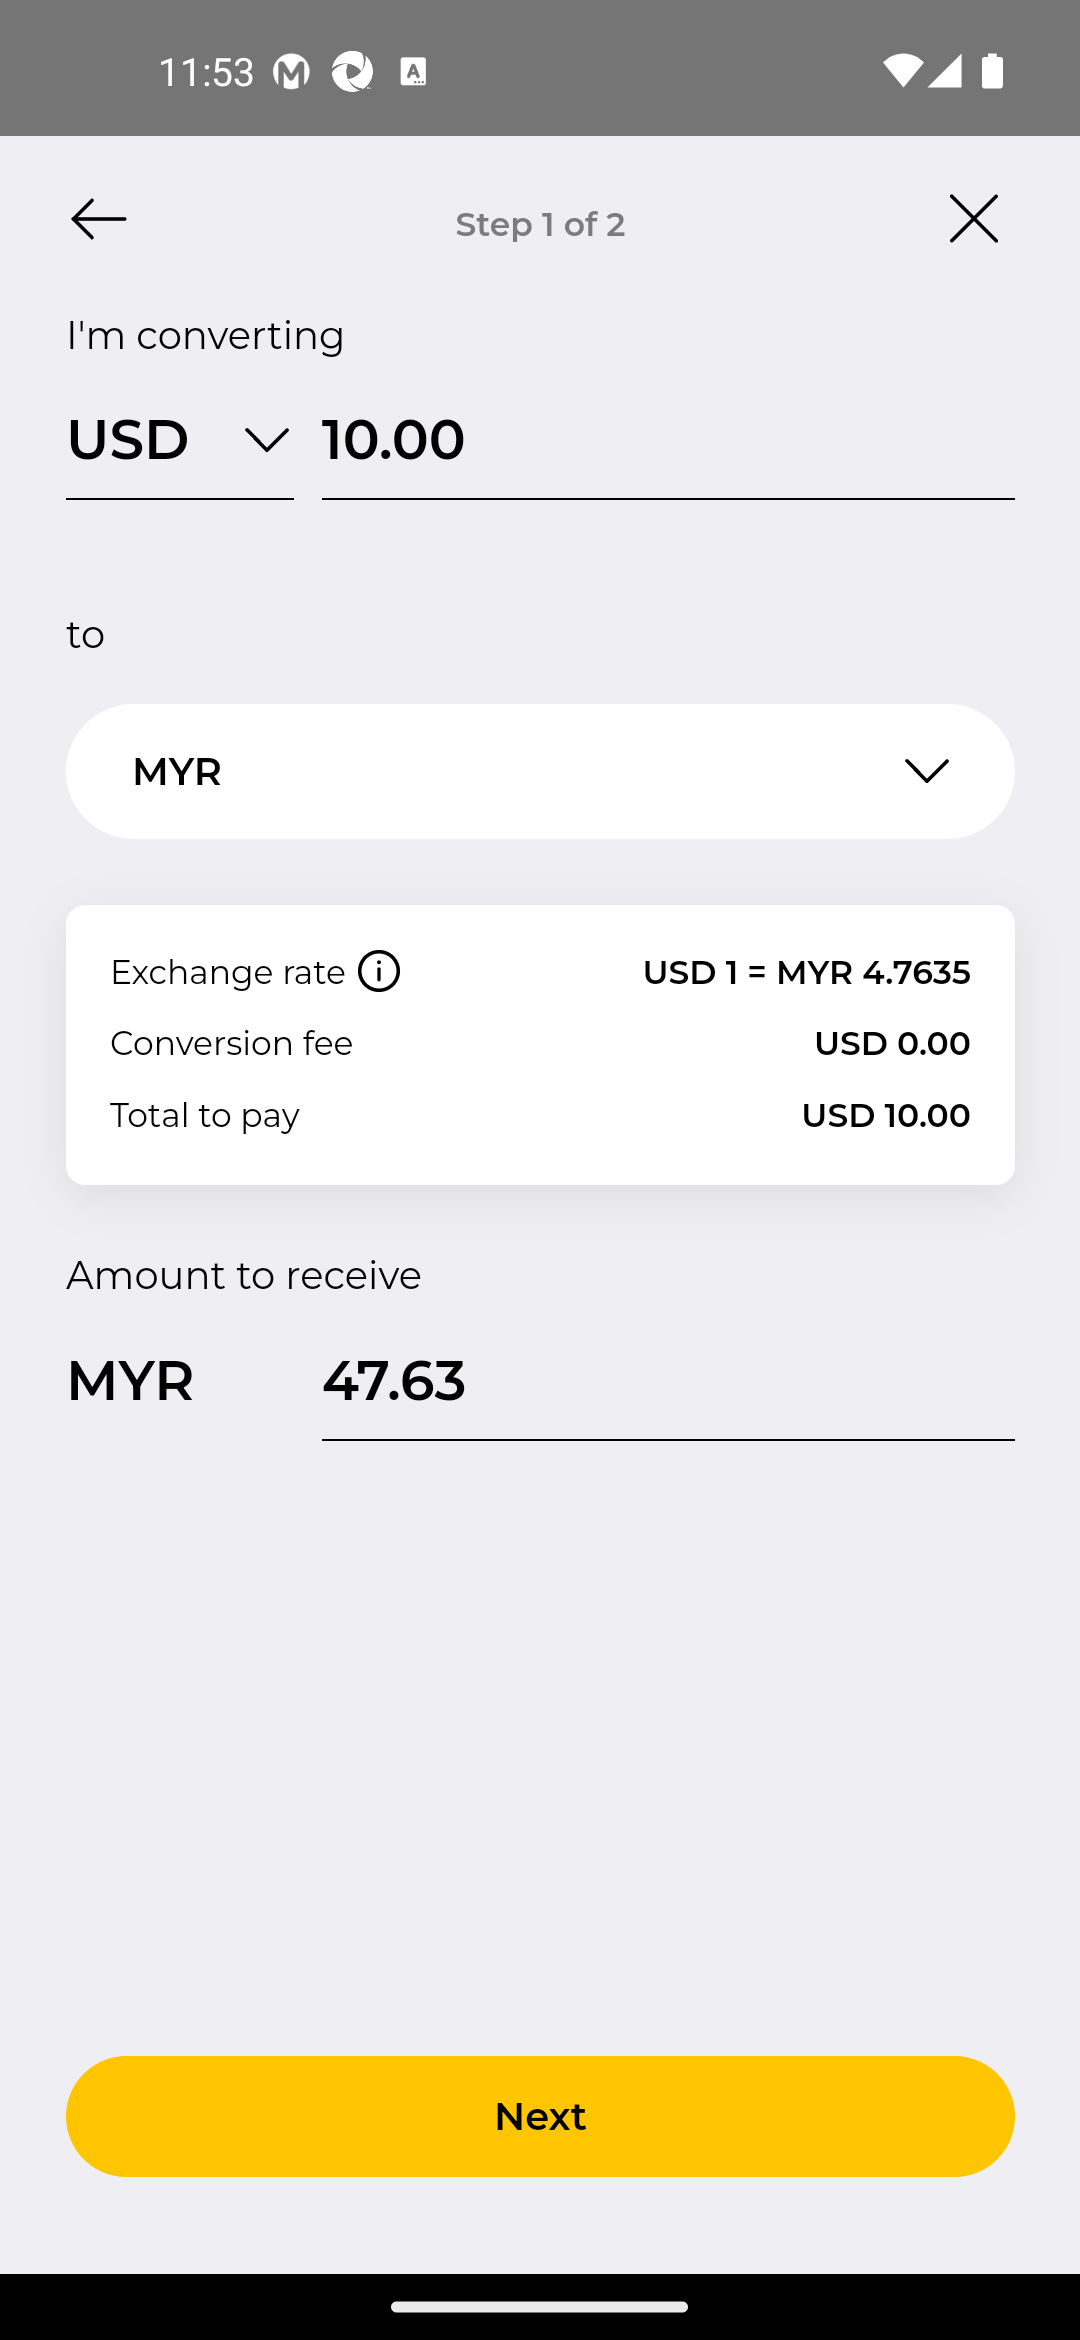 11:53
Step 1 of 2
I'm converting
USD 10.00
to
MYR
Exchange rate USD 1 = MYR 4.7635
Conversion fee USD 0.00
Total to pay USD 10.00
Amount to receive
MYR 47.63
Next